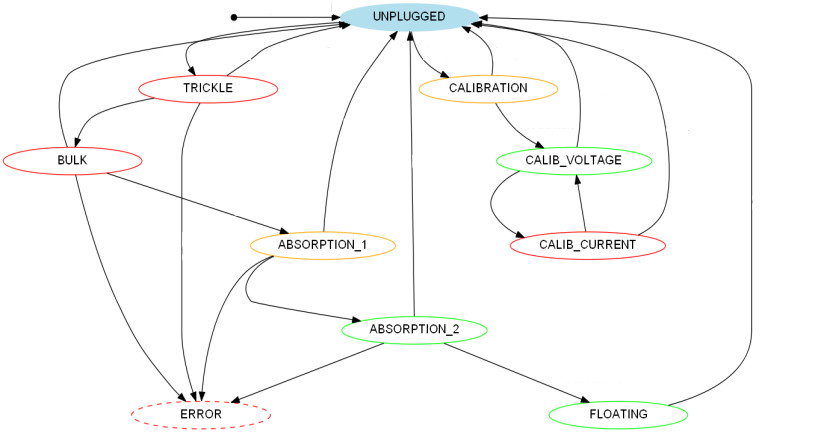 UNPLUGGED
TRICKLE
CALIBRATION
BULK
CALIB_VOLTAGE
ABSORPTION_1
CALIB_CURRENT
ABSORPTION_2
ERROR
FLOATING